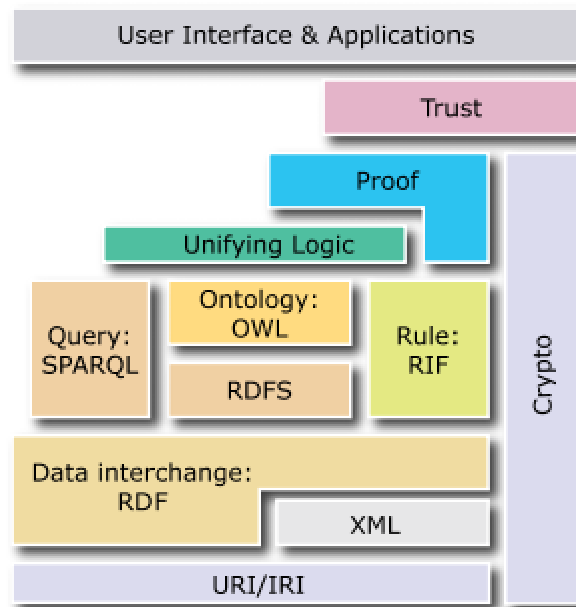 User Interface & Applications
Trust
Proof
Unifying Logic
Ontology:
OWL
Query:
SPARQL
Rule:
RIF
RDFS
Crypto
Data interchange:
RDF
XML
URI/IRI